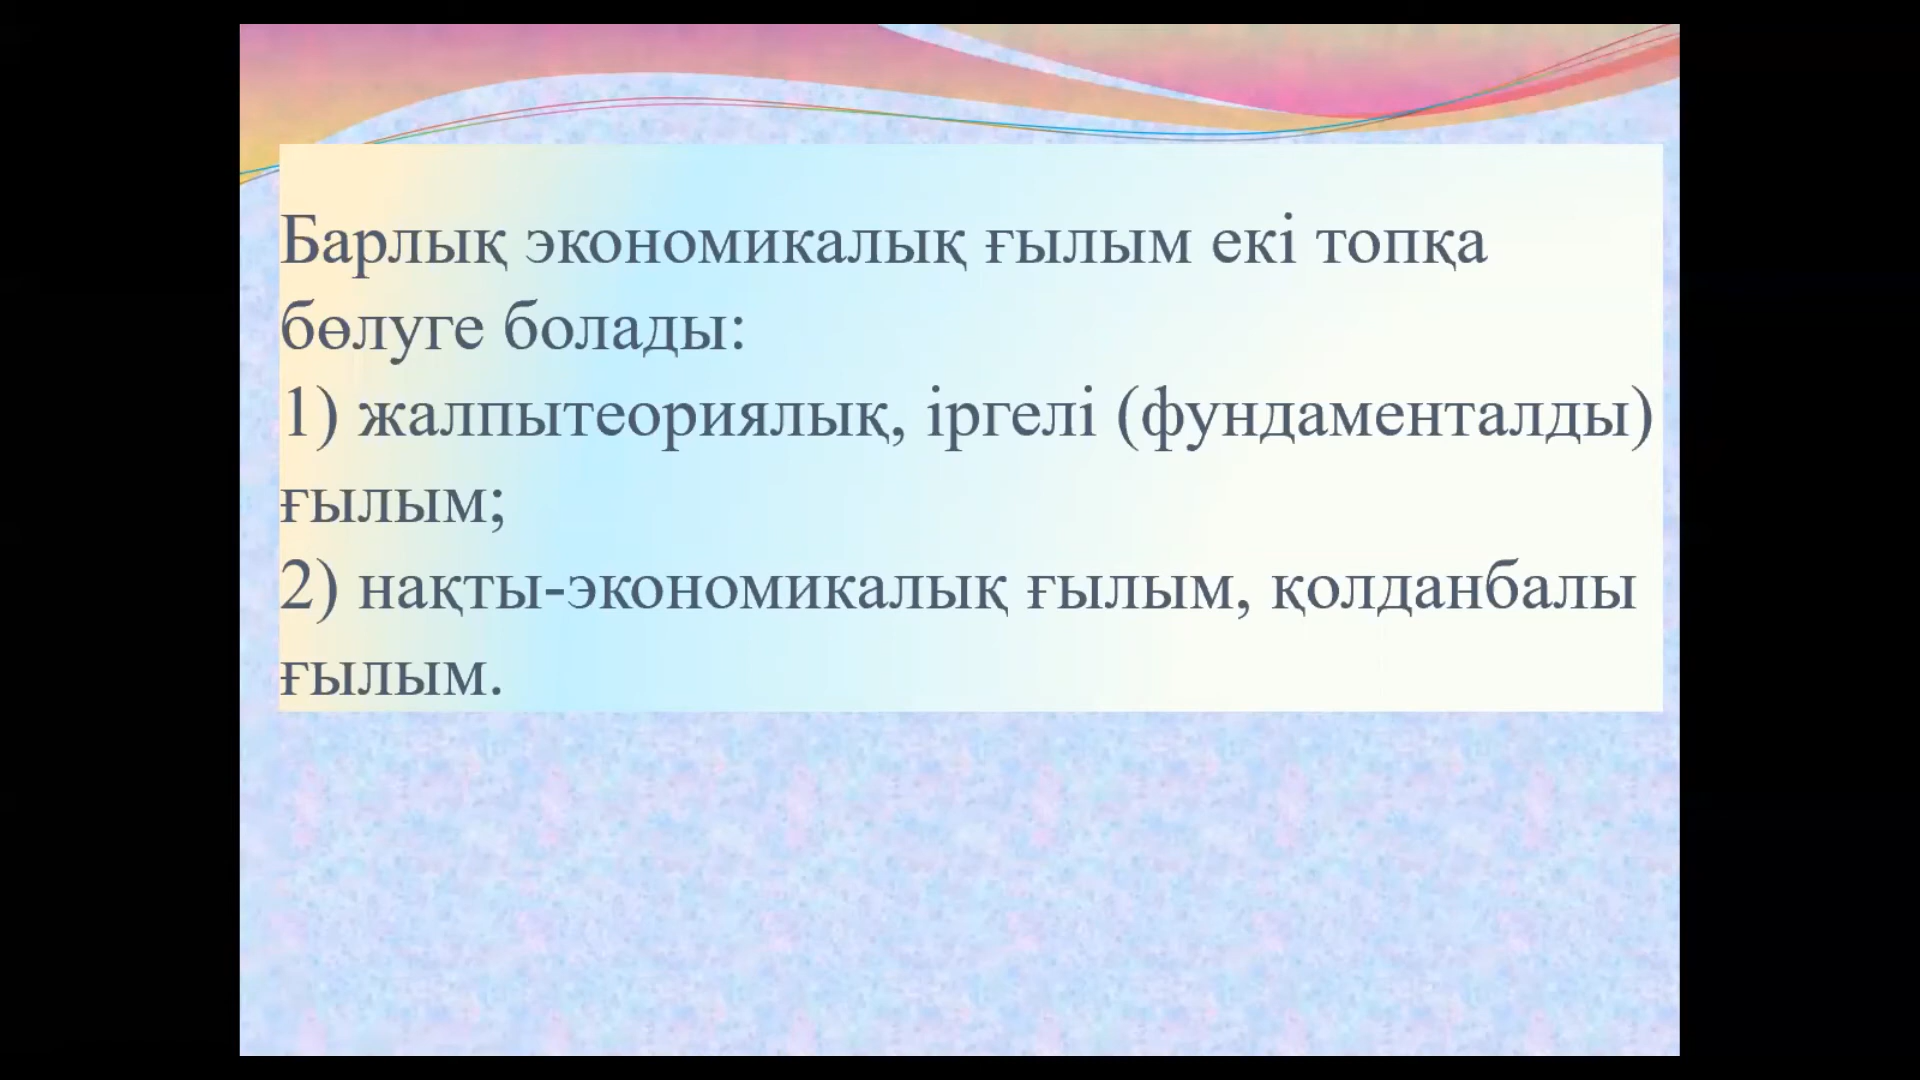 Барлық экономикалық ғылым екі топқа
бөлуге болады:
1) жалпытеориялық, іргелі (фундаменталды)
ғылым;
2) нақты-экономикалық ғылым, қолданбалы
ғылым.